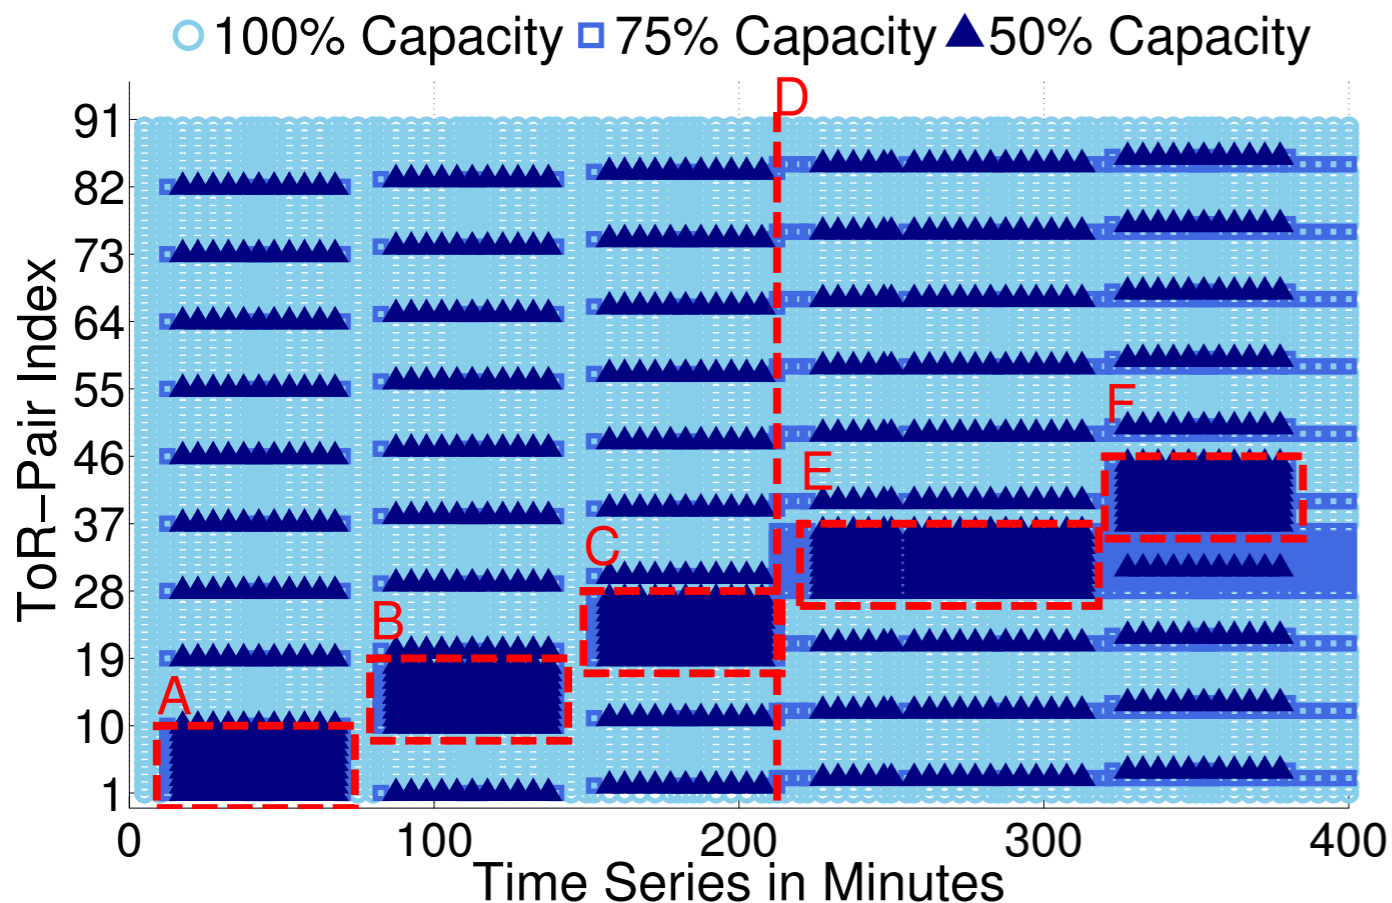 100% Capacity 75% Capacity 50% Capacity
D
91
82
73
64
55
46
37
28
19
10
1
F
E
C
B
A
ToR-Pair Index
0 100 200 300 400
Time Series in Minutes